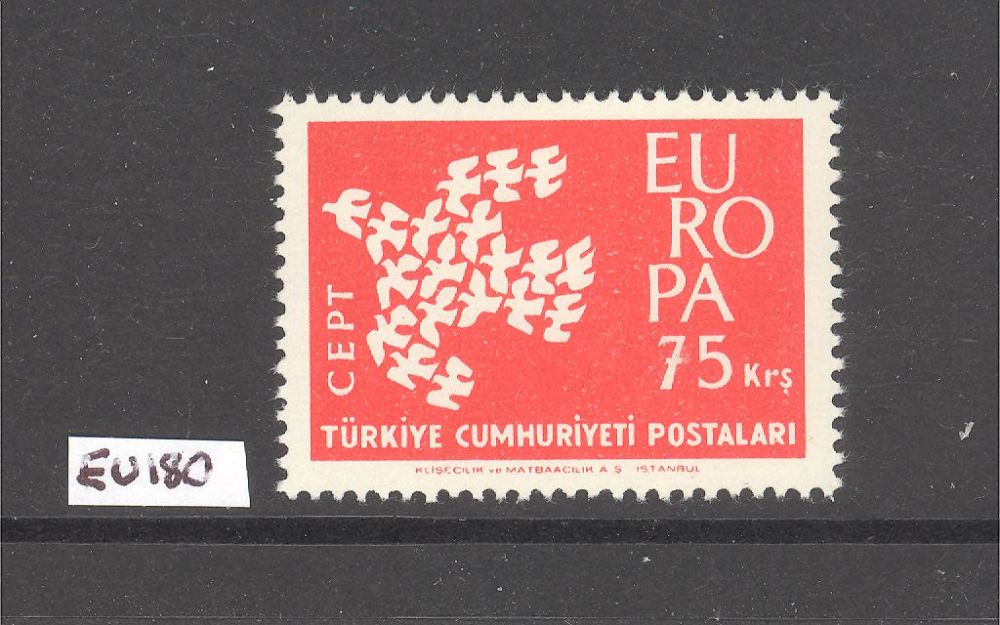 EU
RO
PA
75 Krş
CEPT
TÜRKİYE CUMHURİYETİ POSTALARI
KLİŞECİLİK ve MATBAACILIK A Ş İSTANBUL
EU180